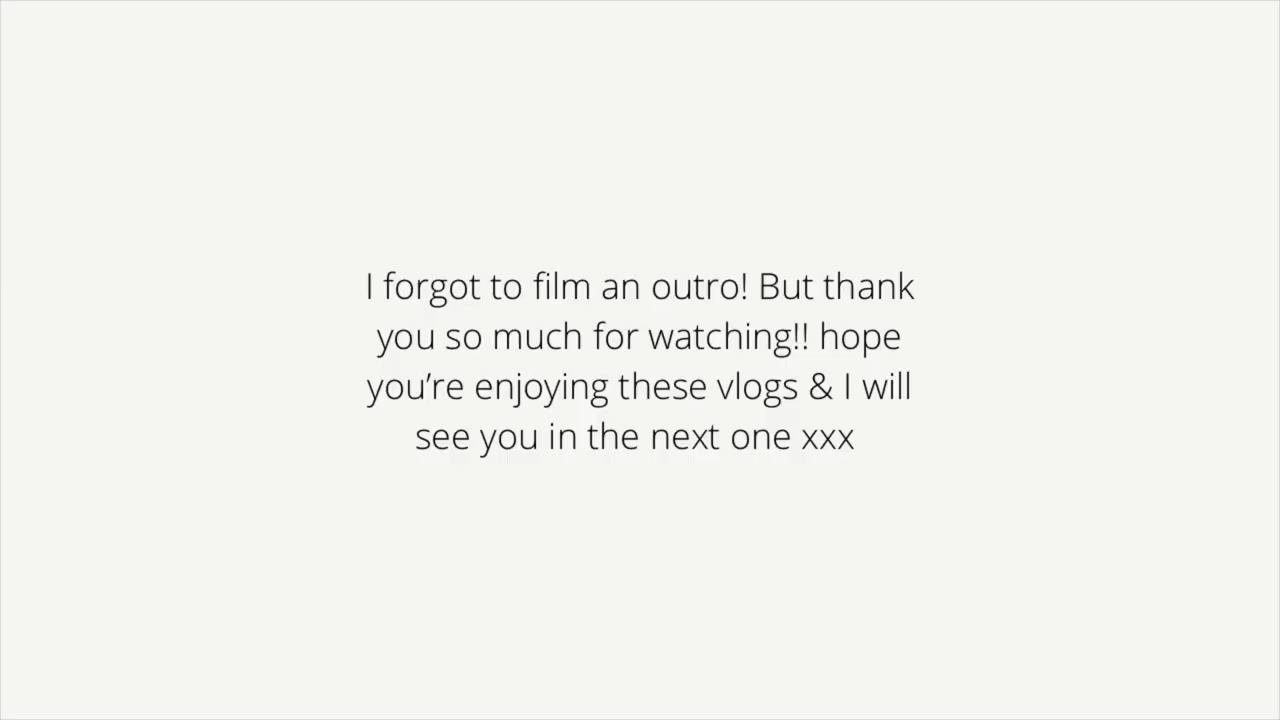 I forgot to film an outro! But thank
you so much for watching!! hope
you’re enjoying these vlogs & I will
see you in the next one xxx